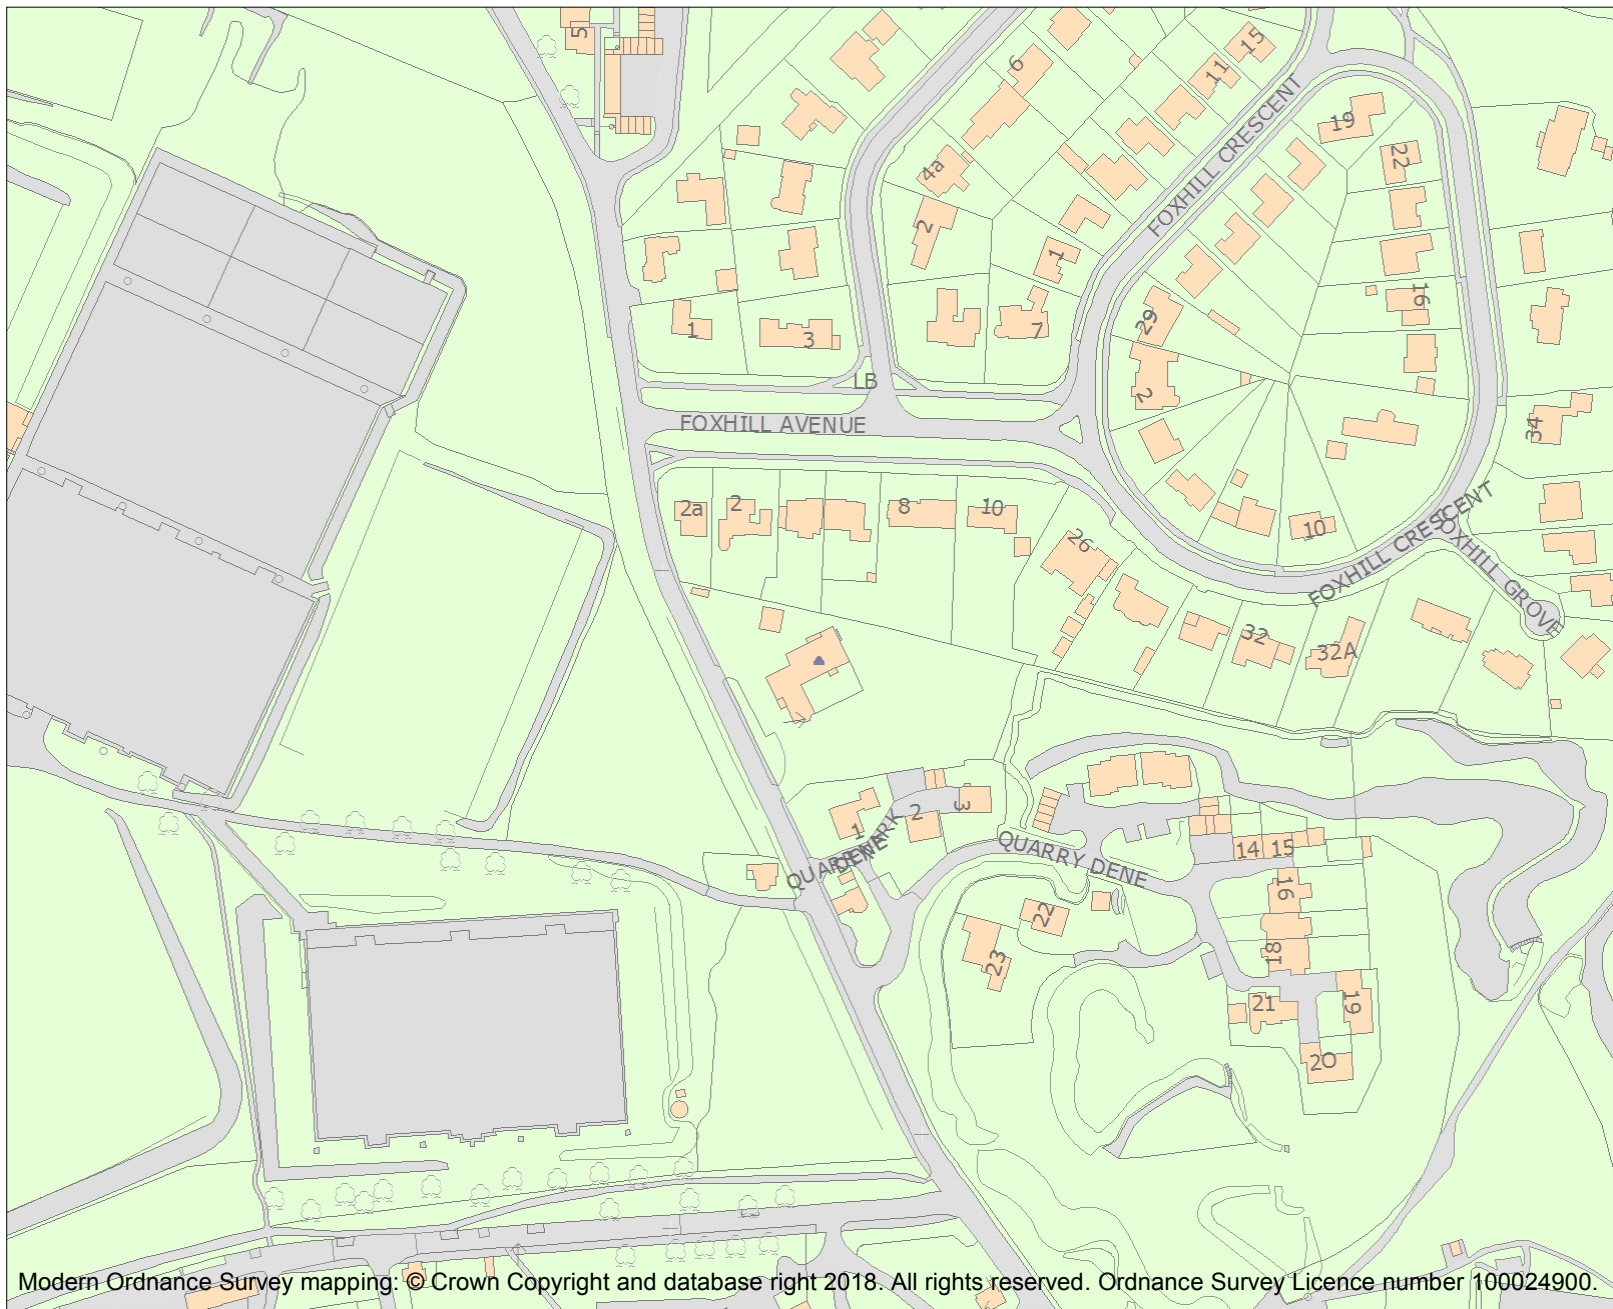 5
6
15
11
FOXHILL CRESCENT
19
22
4a
2
1
16
29
1
3
7
LB
2
FOXHILL AVENUE
34
2a
2
8
10
26
10
FOXHILL CRESCENT
FOXHILL GROVE
32
32A
1
2
3
QUARRY
DENE
QUARRY DENE
14
15
16
22
23
18
21
19
20
Modern Ordnance Survey mapping: © Crown Copyright and database right 2018. All rights reserved. Ordnance Survey Licence number 100024900.